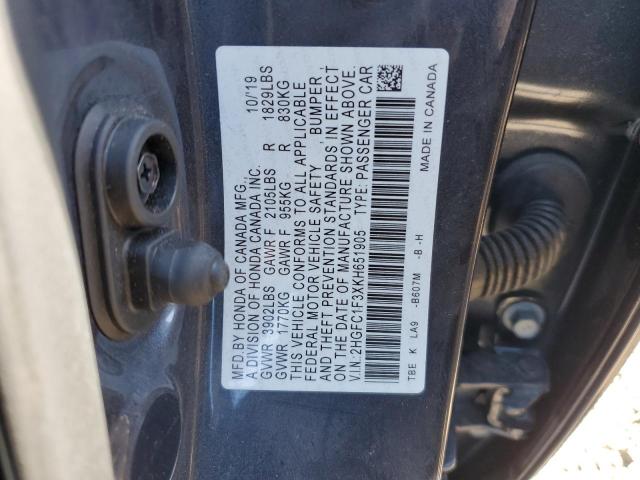 MFD.BY HONDA OF CANADA MFG. 10/19
A DIVISION OF HONDA CANADA INC.
GVWR 3902LBS GAWR F 2105LBS R 1829LBS
GVWR 1770KG GAWR F 955KG R 830KG
THIS VEHICLE CONFORMS TO ALL APPLICABLE
FEDERAL MOTOR VEHICLE SAFETY BUMPER,
AND THEFT PREVENTION STANDARDS IN EFFECT
ON THE DATE OF MANUFACTURE SHOWN ABOVE.
V.I.N.:2HGFC1F3XKH651905 TYPE: PASSENGER CAR
TBE K LA9 -B607M -B -H MADE IN CANADA